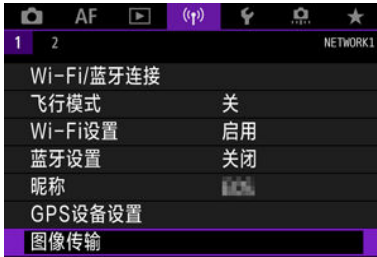 AF
1 2 NETWORK1
Wi-Fi/蓝牙连接
飞行模式 关
Wi-Fi设置 启用
蓝牙设置 关闭
昵称
GPS设备设置
图像传输